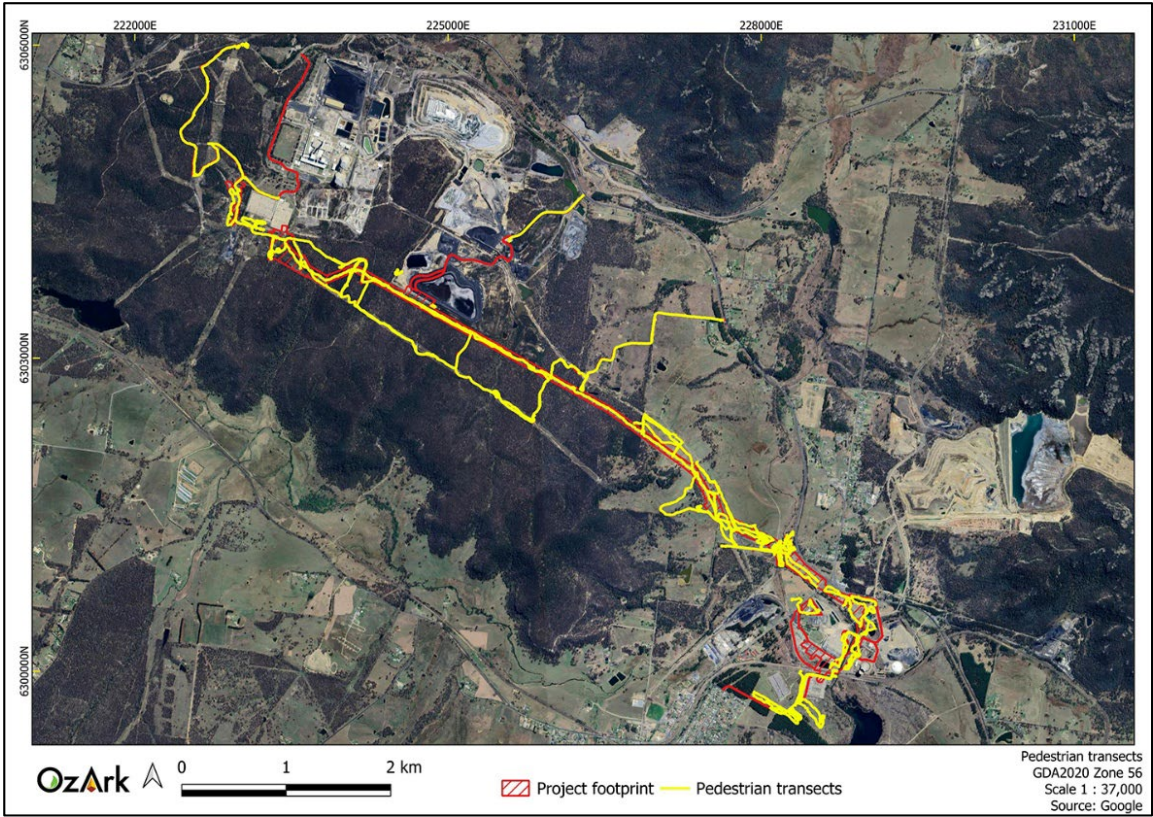 222000E 225000E 228000E 231000E
6306000N
6303000N
6300000N
OzArk
0 1 2 km
Project footprint Pedestrian transects
Pedestrian transects
GDA2020 Zone 56
Scale 1 : 37,000
Source: Google